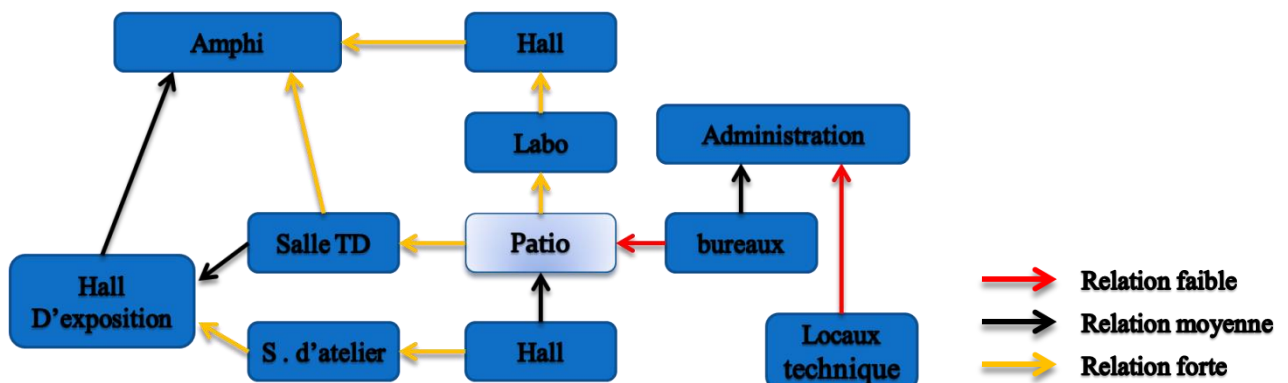 Amphi
Hall
Labo
Administration
Salle TD
Patio
bureaux
Hall
D’exposition
S . d’atelier
Hall
Locaux
technique
Relation faible
Relation moyenne
Relation forte